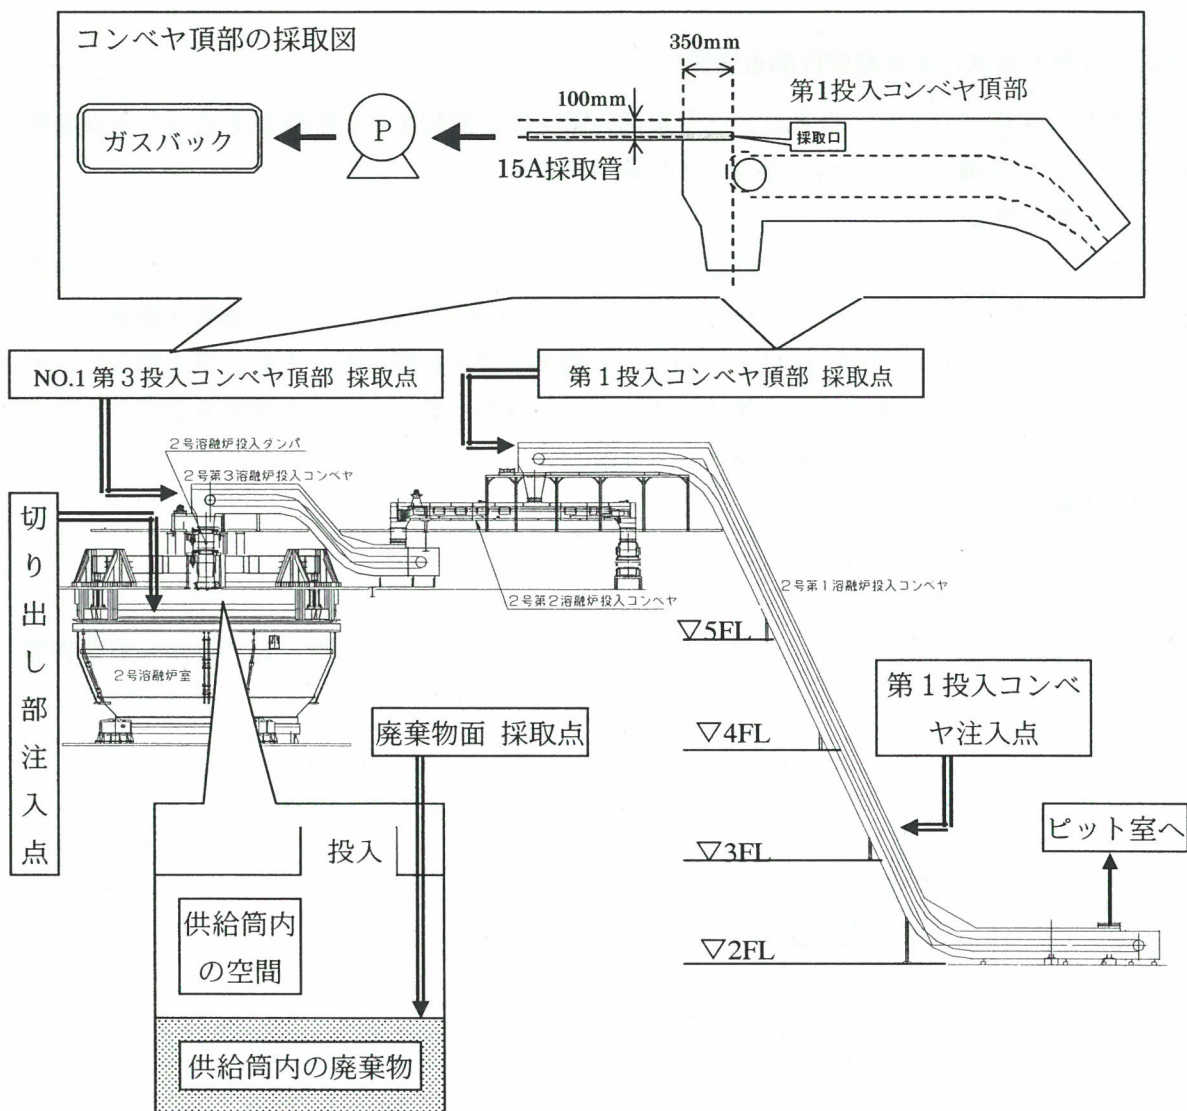 コンベヤ頂部の採取図
350mm
100mm
第1投入コンベヤ頂部
ガスバック
P
採取口
15A採取管
NO.1 第３投入コンベヤ頂部 採取点
第１投入コンベヤ頂部 採取点
２号溶融炉投入ダンパ
２号第３溶融炉投入コンベヤ
切り出し部注入点
２号第２溶融炉投入コンベヤ
２号第１溶融炉投入コンベヤ
▽5FL
２号溶融炉室
第１投入コンベ
ヤ注入点
廃棄物面 採取点
▽4FL
ピット室へ
投入
▽3FL
供給筒内
の空間
▽2FL
供給筒内の廃棄物